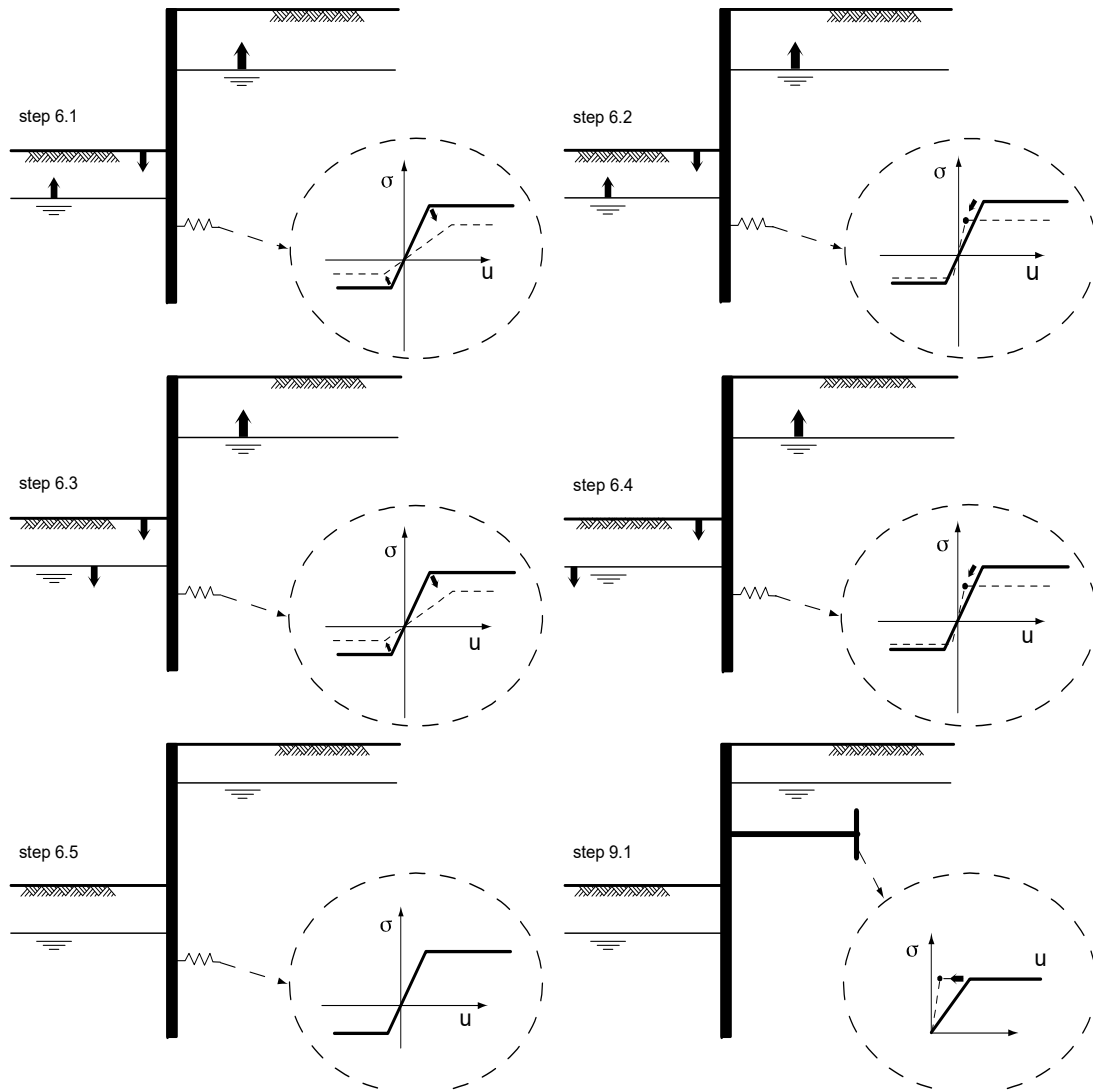 step 6.1
σ
u
step 6.2
σ
u
step 6.3
σ
u
step 6.4
σ
u
step 6.5
σ
u
step 9.1
σ
u